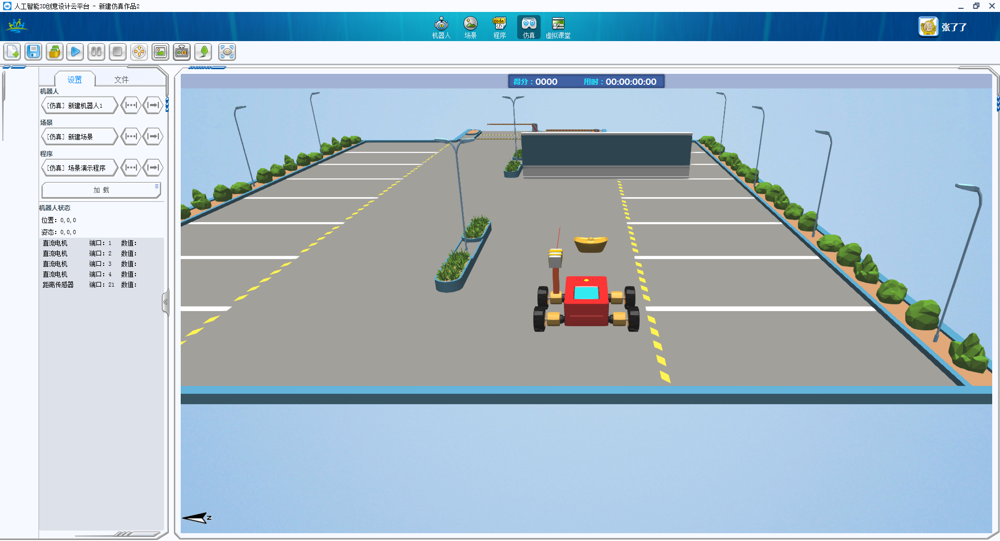 人工智能3D创意设计云平台 - 新建仿真作品2
机器人
场景
code
程序
仿真
虚拟课堂
张了了
设置
文件
得分：0000
用时：00:00:00:00
机器人
[仿真] 新建机器人1
场景
[仿真] 新建场景
程序
[仿真] 场景演示程序
加 载
机器人状态
位置：0,0,0
姿态：0,0,0
直流电机 端口：1 数值：
直流电机 端口：2 数值：
直流电机 端口：3 数值：
直流电机 端口：4 数值：
距离传感器 端口：21 数值：
Z